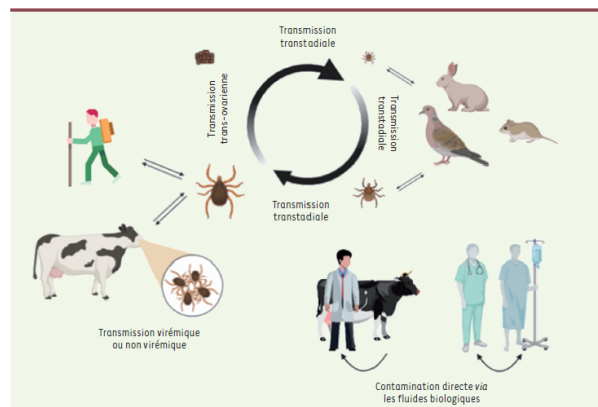 Transmission
transtadiale
Transmission
trans-ovarienne
Transmission
transtadiale
Transmission
transtadiale
Transmission virémique
ou non virémique
Contamination directe via
les fluides biologiques